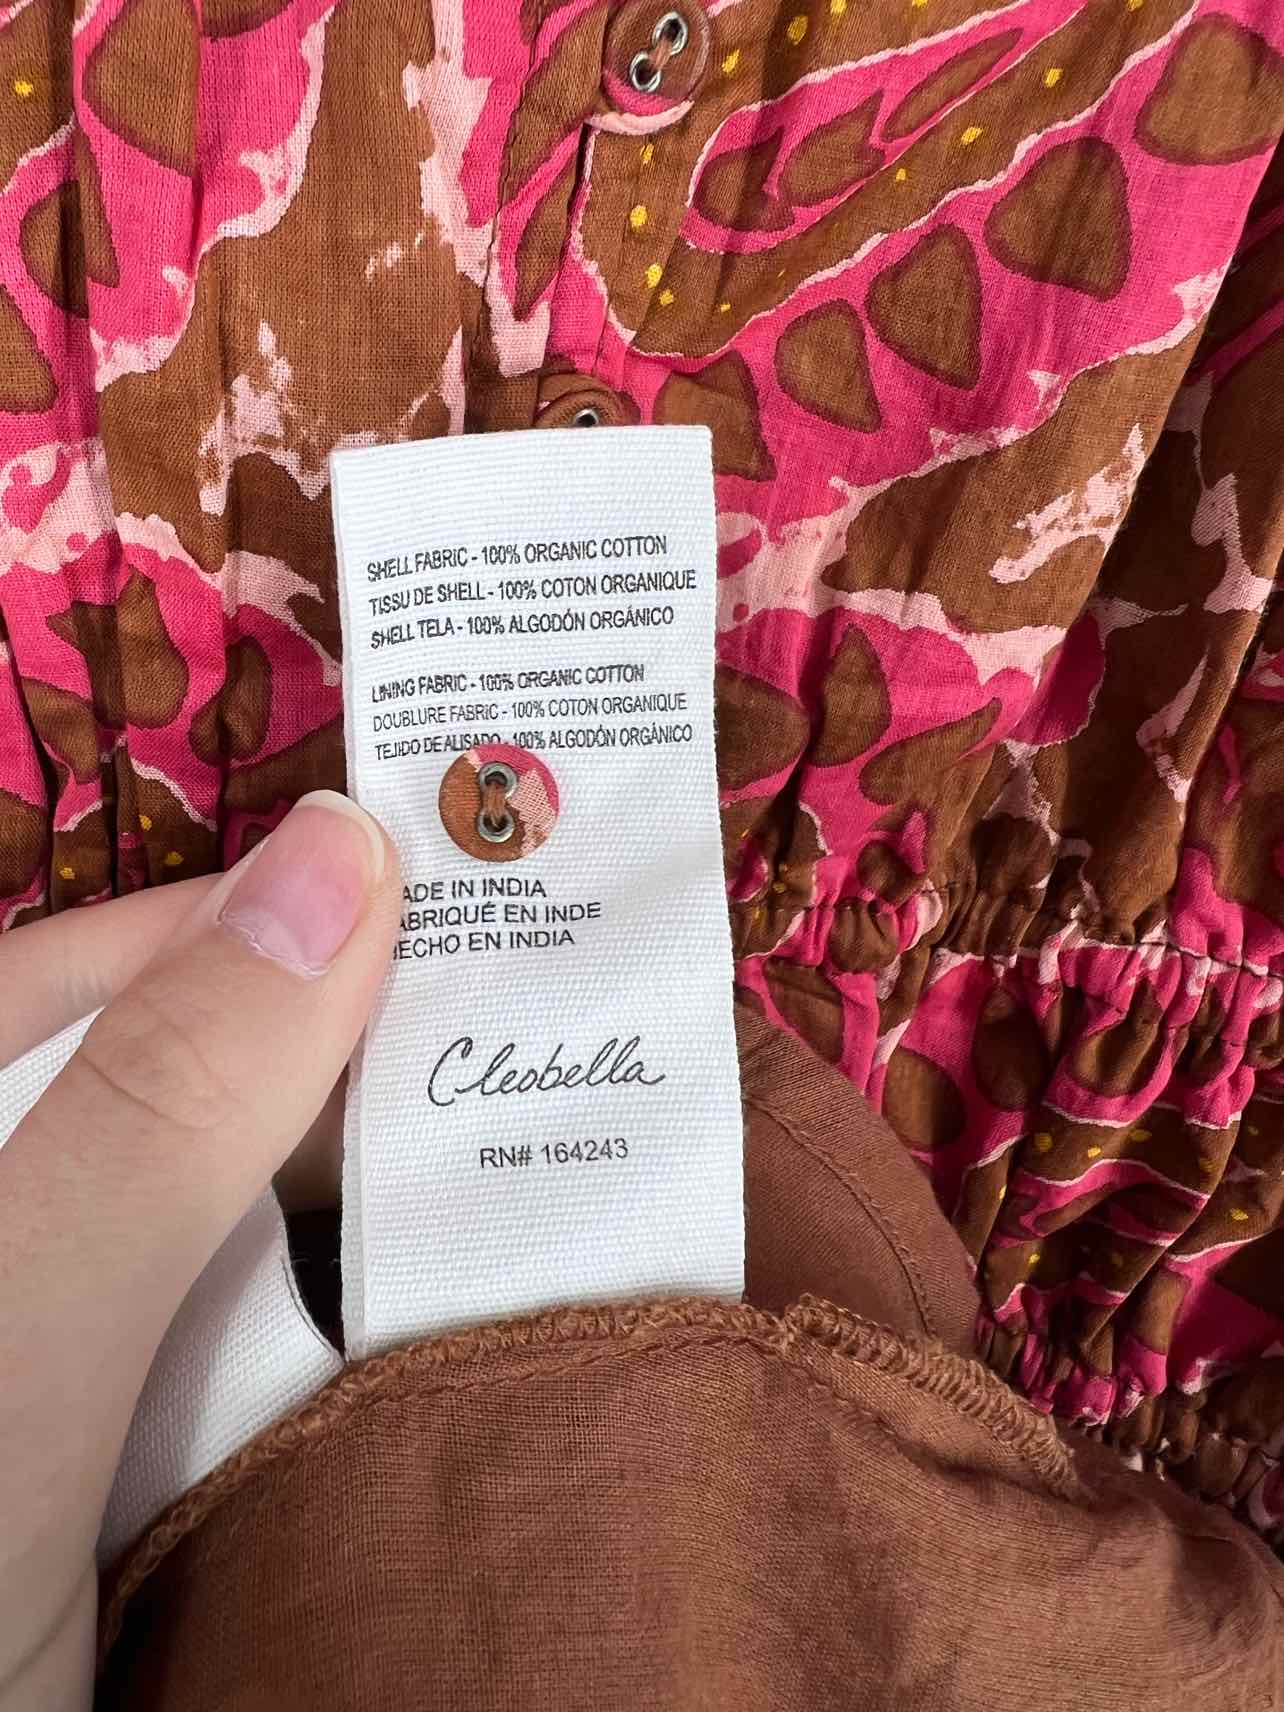 SHELL FABRIC - 100% ORGANIC COTTON
TISSU DE SHELL - 100% COTON ORGANIQUE
SHELL TELA - 100% ALGODÓN ORGÁNICO
LINING FABRIC - 100% ORGANIC COTTON
DOUBLURE FABRIC - 100% COTON ORGANIQUE
TEJIDO DE ALISADO - 100% ALGODÓN ORGÁNICO
ADE IN INDIA
ABRIQUÉ EN INDE
HECHO EN INDIA
Cleobella
RN# 164243